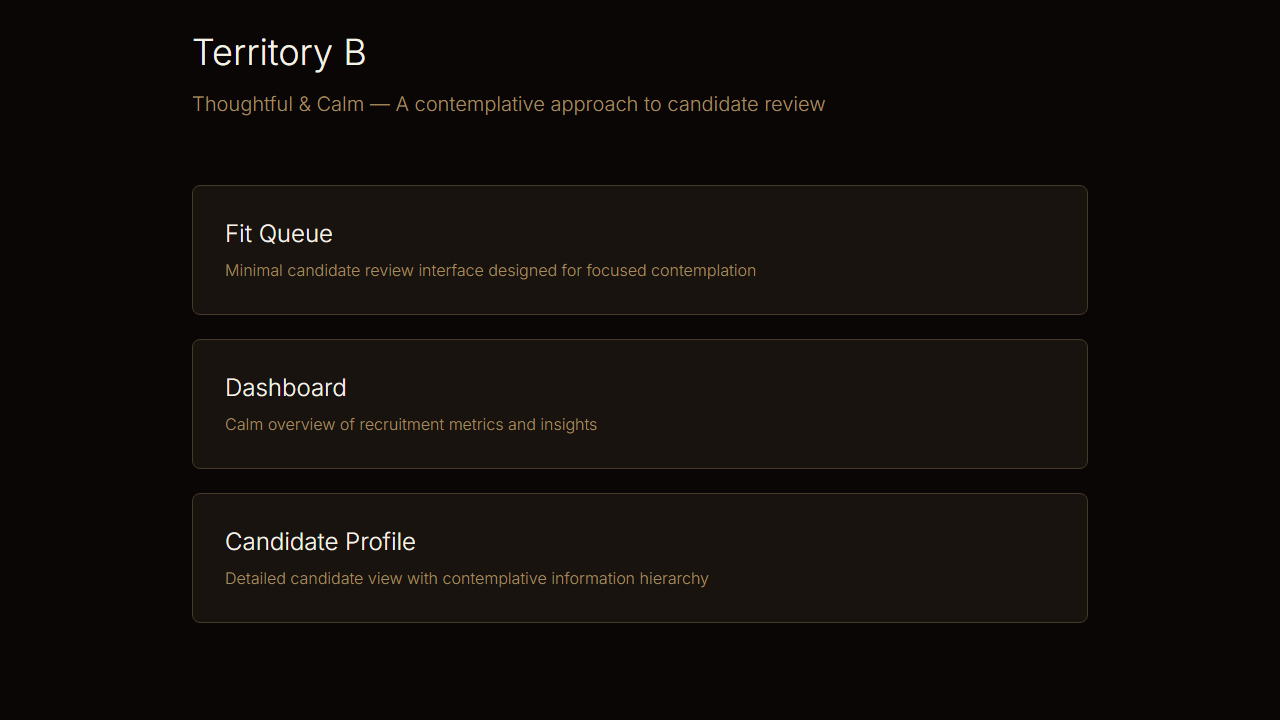 Territory B
Thoughtful & Calm — A contemplative approach to candidate review
Fit Queue
Minimal candidate review interface designed for focused contemplation
Dashboard
Calm overview of recruitment metrics and insights
Candidate Profile
Detailed candidate view with contemplative information hierarchy